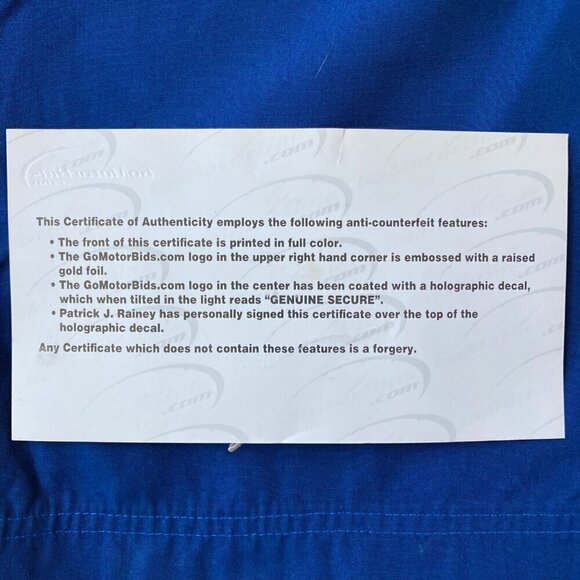 This Certificate of Authenticity employs the following anti-counterfeit features:
• The front of this certificate is printed in full color.
• The GoMotorBids.com logo in the upper right hand corner is embossed with a raised
gold foil.
• The GoMotorBids.com logo in the center has been coated with a holographic decal,
which when tilted in the light reads “GENUINE SECURE”.
• Patrick J. Rainey has personally signed this certificate over the top of the
holographic decal.
Any Certificate which does not contain these features is a forgery.